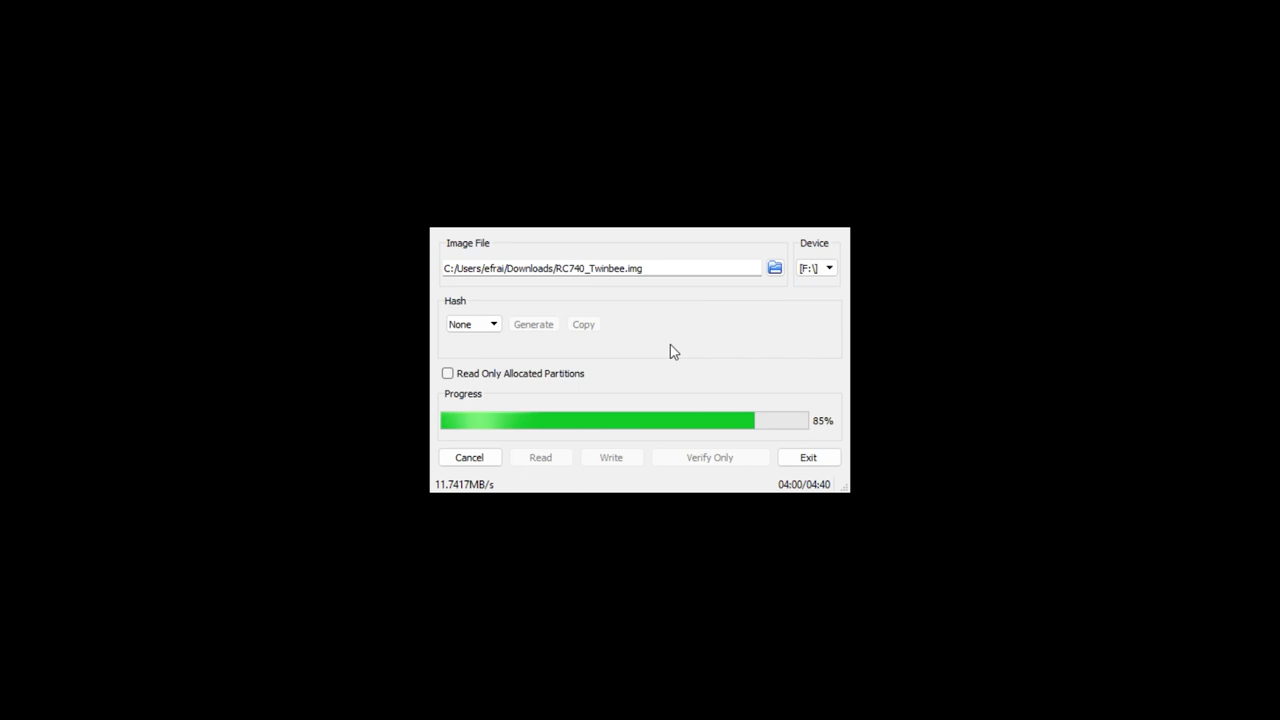 Image File
Device
C:/Users/efrai/Downloads/RC740_Twinbee.img
[F:\]
Hash
None
Generate
Copy
Read Only Allocated Partitions
Progress
85%
Cancel
Read
Write
Verify Only
Exit
11.7417MB/s
04:00/04:40